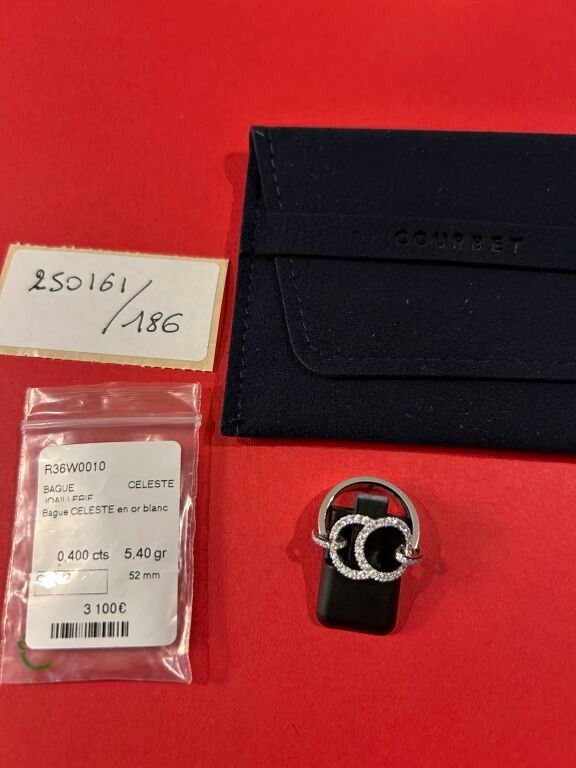 COURBET
250161/
/186
R36W0010
BAGUE CELESTE
JOAILLERIE
Bague CELESTE en or blanc
0,400 cts 5.40 gr
52 mm
3 100€